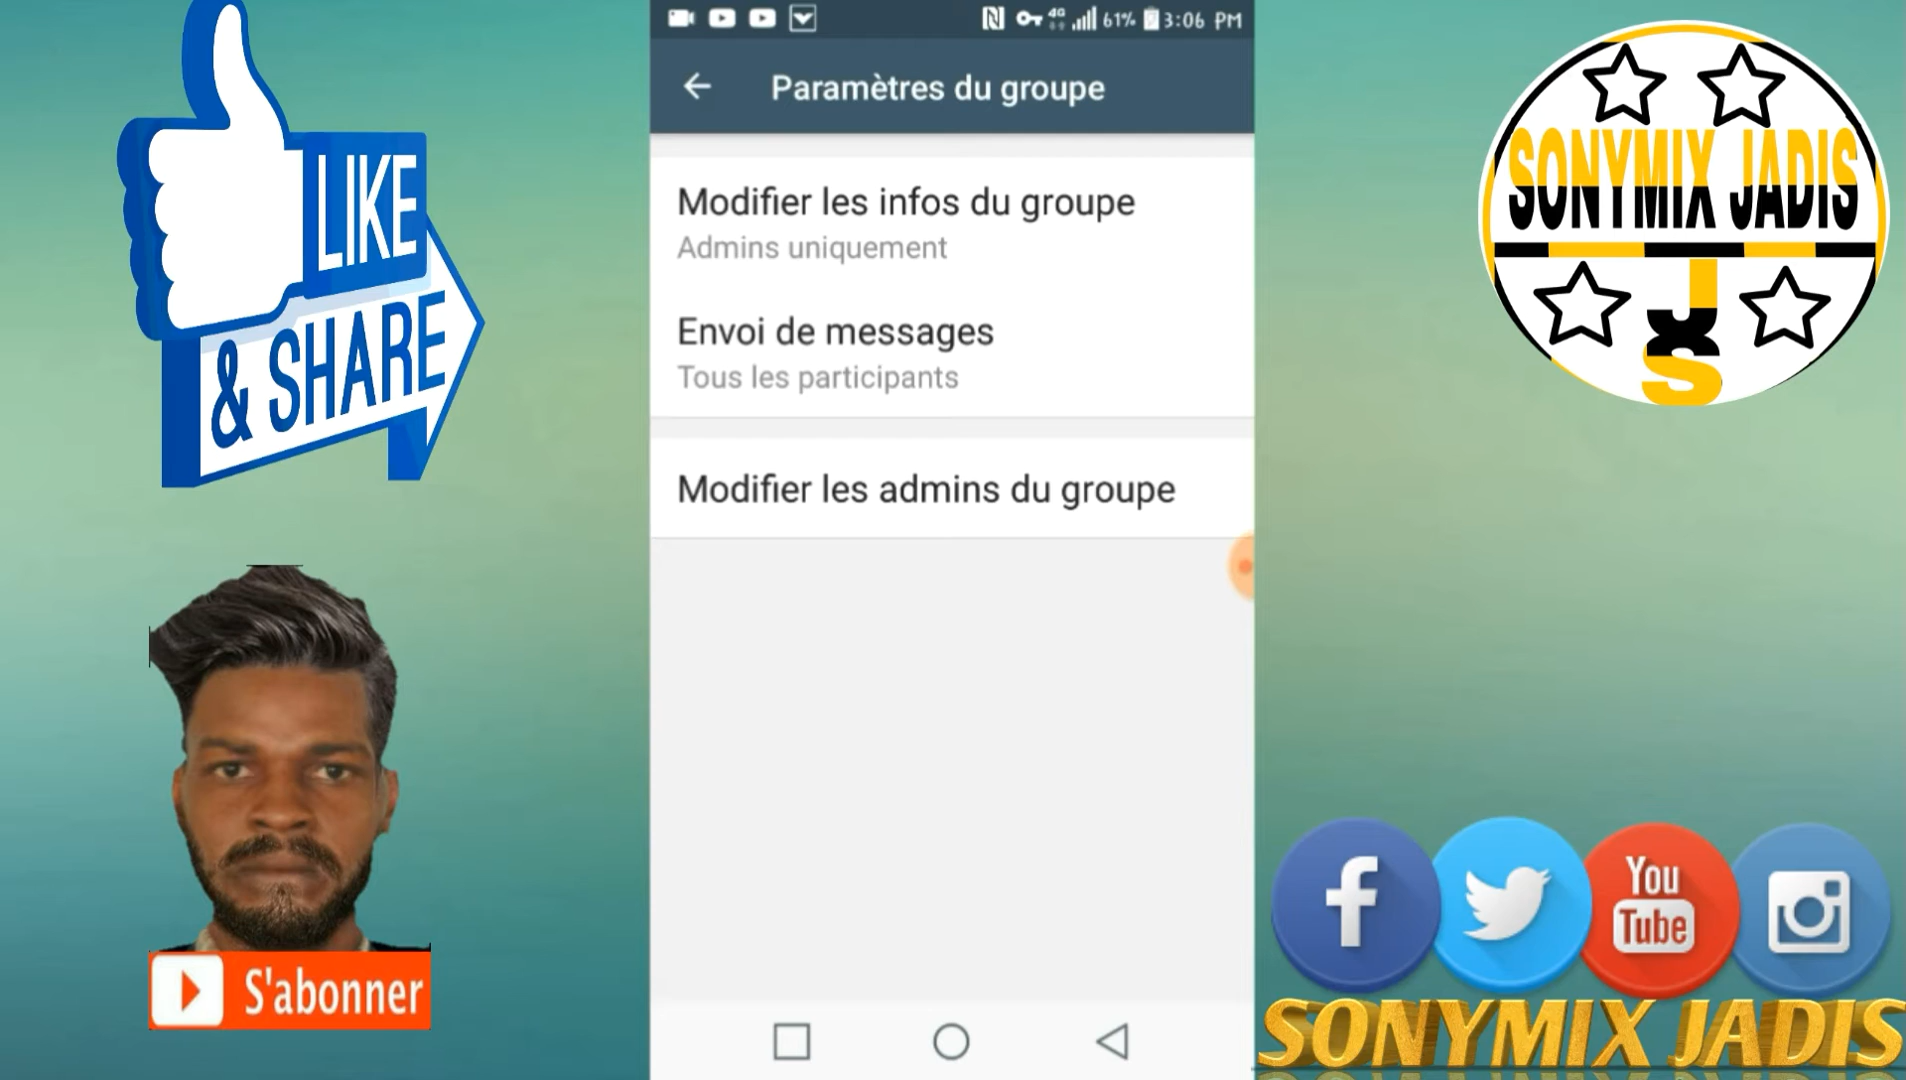 LIKE
& SHARE
4G 61% 3:06 PM
Paramètres du groupe
Modifier les infos du groupe
Admins uniquement
Envoi de messages
Tous les participants
Modifier les admins du groupe
SONYMIX JADIS
J
S
S'abonner
f
You
Tube
SONYMIX JADIS